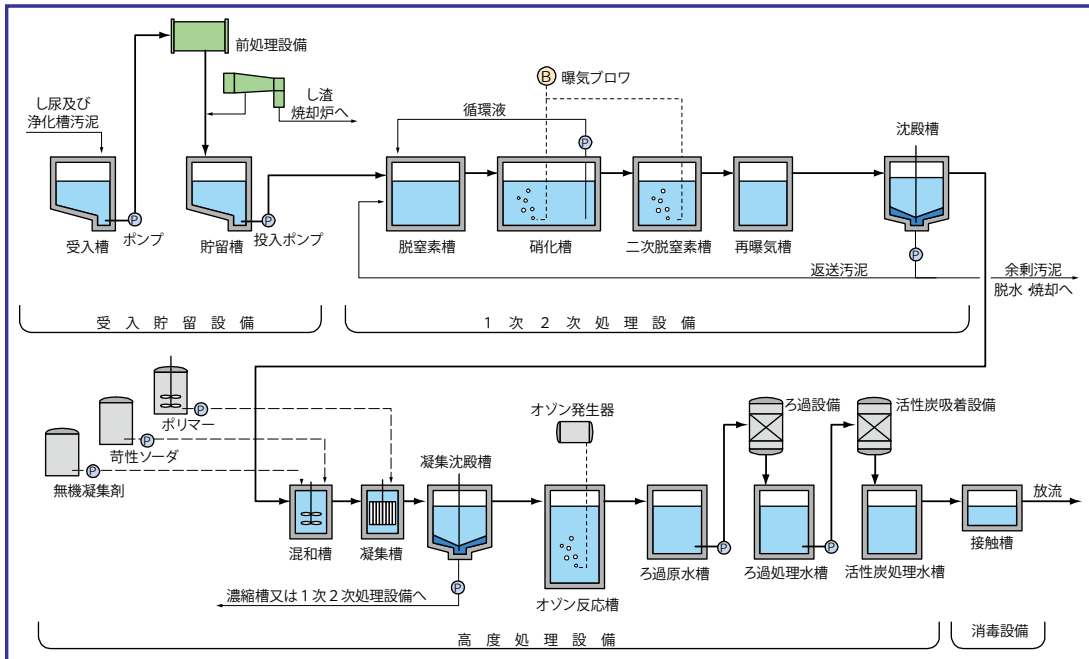 前処理設備
し尿及び
浄化槽汚泥
し渣
焼却炉へ
B
曝気ブロワ
循環液
沈殿槽
P
P
P
P
受入槽
ポンプ
貯留槽
投入ポンプ
脱窒素槽
硝化槽
二次脱窒素槽
再曝気槽
返送汚泥
余剰汚泥
脱水・焼却へ
受入貯留設備
1次2次処理設備
P
ポリマー
P
苛性ソーダ
P
無機凝集剤
オゾン発生器
ろ過設備
活性炭吸着設備
凝集沈殿槽
放流
混和槽
凝集槽
P
P
P
接触槽
ろ過原水槽
ろ過処理水槽
活性炭処理水槽
オゾン反応槽
濃縮槽又は1次2次処理設備へ
高度処理設備
消毒設備